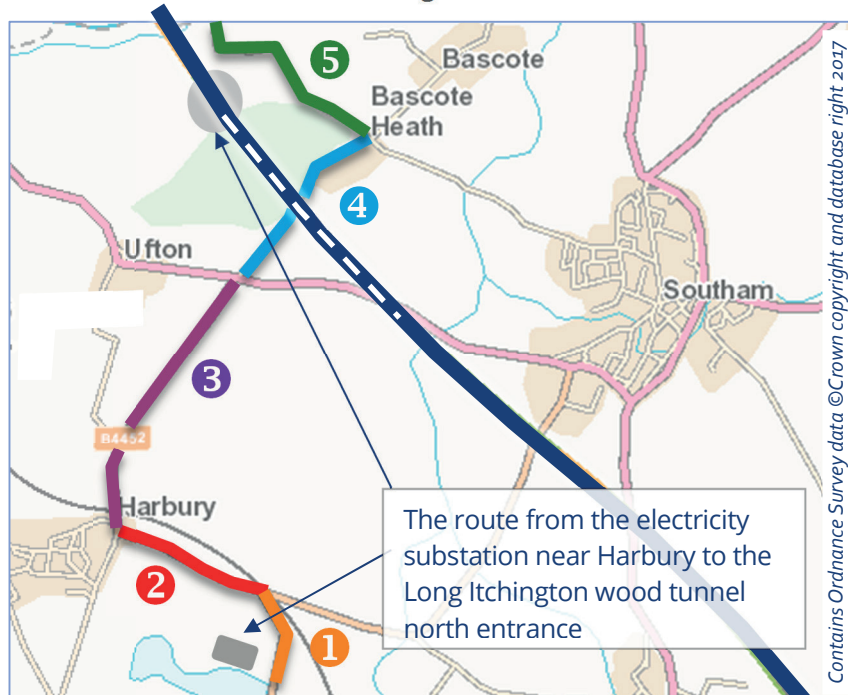 5
Bascote
Bascote
Heath
4
Ufton
Southam
3
B4452
Harbury
The route from the electricity
substation near Harbury to the
Long Itchington wood tunnel
north entrance
2
1
Contains Ordnance Survey data ©Crown copyright and database right 2017